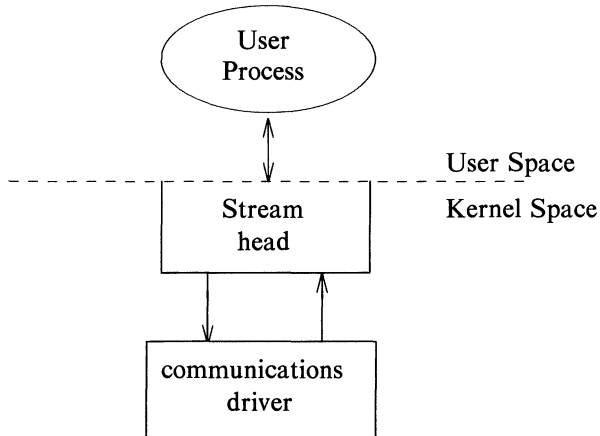 User
Process
User Space
Kernel Space
Stream
head
communications
driver